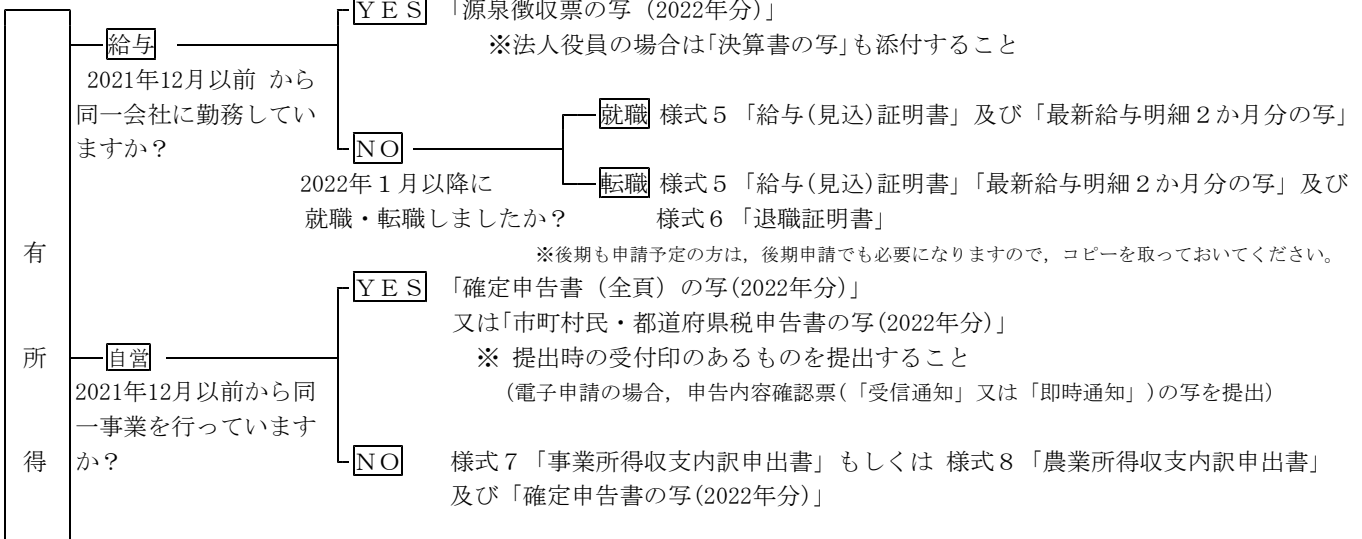 ＹＥＳ 「源泉徴収票の写（2022年分）」
給与 ※法人役員の場合は「決算書の写」も添付すること
2021年12月以前 から
同一会社に勤務してい
ますか？
就職 様式５「給与(見込)証明書」及び「最新給与明細２か月分の写」
ＮＯ
2022年１月以降に
就職・転職しましたか？
転職 様式５「給与(見込)証明書」「最新給与明細２か月分の写」及び
様式６「退職証明書」
※後期も申請予定の方は，後期申請でも必要になりますので，コピーを取っておいてください。
有
所
得
ＹＥＳ 「確定申告書（全頁）の写(2022年分)」
又は「市町村民・都道府県税申告書の写(2022年分)」
自営 ※ 提出時の受付印のあるものを提出すること
（電子申請の場合，申告内容確認票(「受信通知」又は「即時通知」)の写を提出）
2021年12月以前から同
一事業を行っています
か？
ＮＯ 様式７「事業所得収支内訳申出書」もしくは 様式８「農業所得収支内訳申出書」
及び「確定申告書の写(2022年分)」